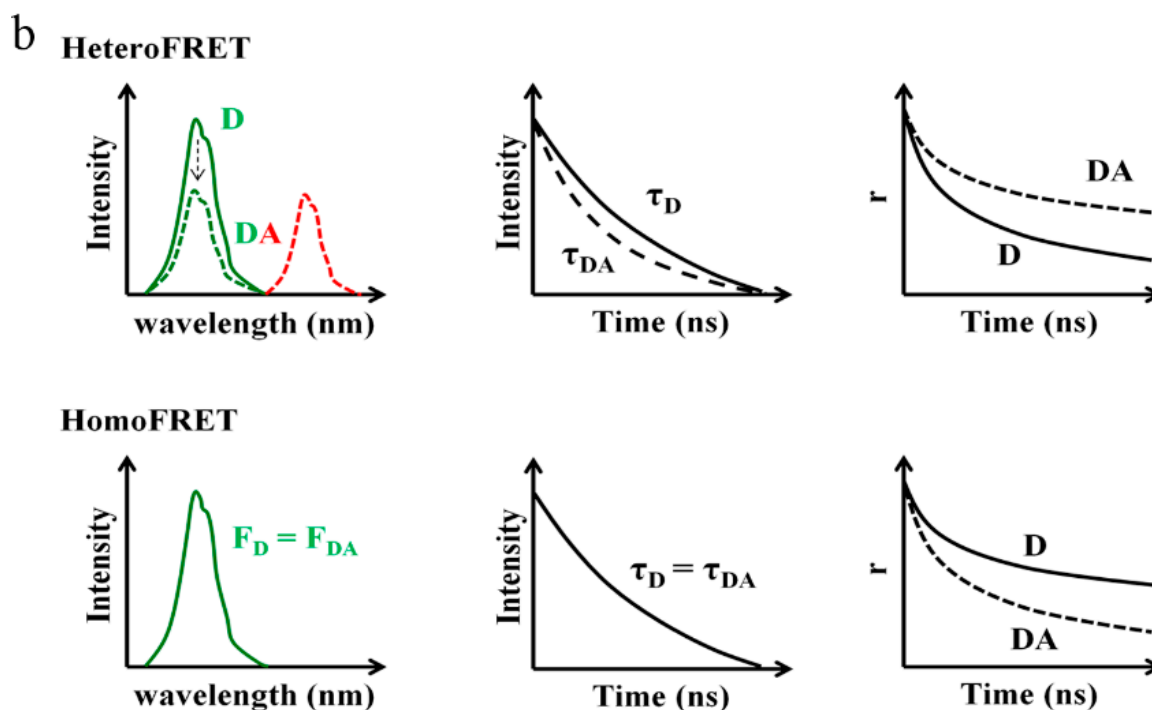 b
HeteroFRET
Intensity
D
DA
wavelength (nm)
Intensity
τD
τDA
Time (ns)
r
DA
D
Time (ns)
HomoFRET
Intensity
FD = FDA
wavelength (nm)
Intensity
τD = τDA
Time (ns)
r
D
DA
Time (ns)